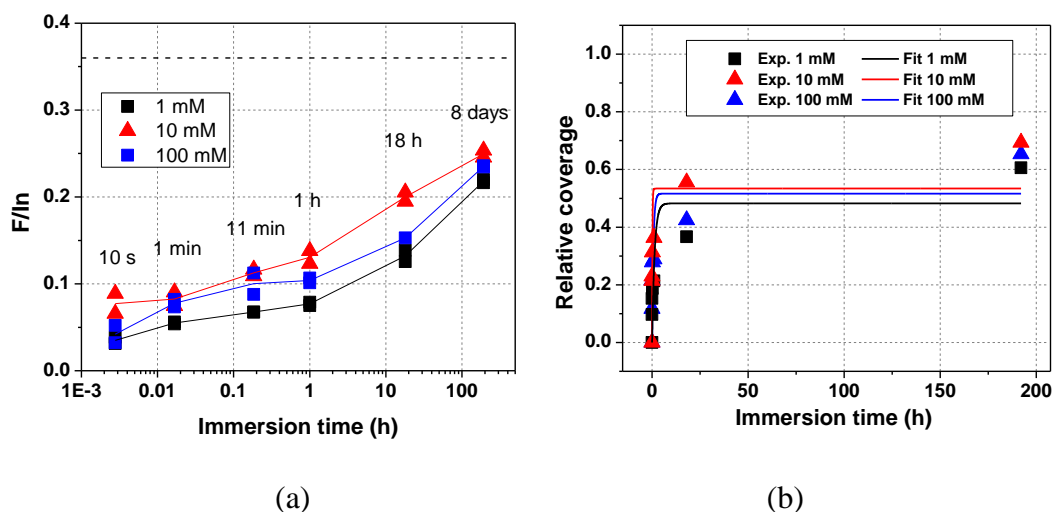 0.4
0.3
0.2
0.1
0.0
F/In
1 mM
10 mM
100 mM
10 s
1 min
11 min
1 h
18 h
8 days
1E-3 0.01 0.1 1 10 100
Immersion time (h)
(a)
1.0
0.8
0.6
0.4
0.2
0.0
Relative coverage
Exp. 1 mM Fit 1 mM
Exp. 10 mM Fit 10 mM
Exp. 100 mM Fit 100 mM
0 50 100 150 200
Immersion time (h)
(b)